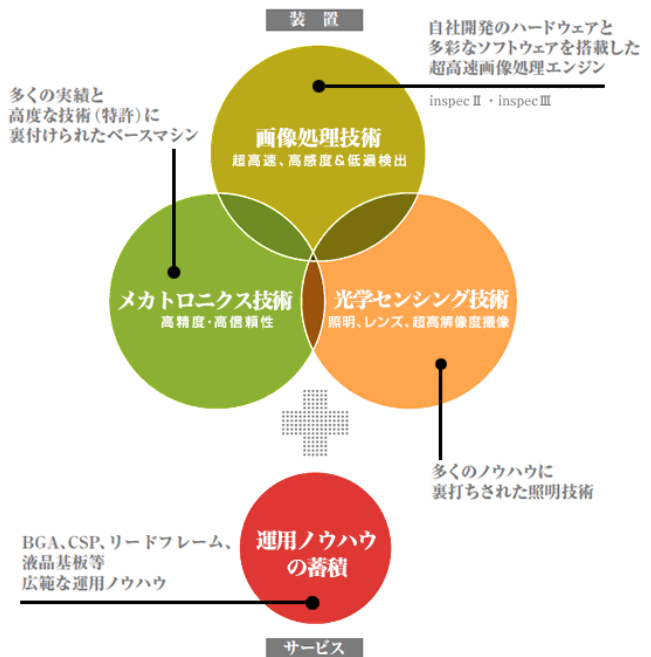 装 置
自社開発のハードウェアと
多彩なソフトウェアを搭載した
超高速画像処理エンジン
inspecⅡ・inspecⅢ
多くの実績と
高度な技術(特許)に
裏付けられたベースマシン
画像処理技術
超高速、高感度&低過検出
メカトロニクス技術
高精度・高信頼性
光学センシング技術
照明、レンズ、超高解像度撮像
多くのノウハウに
裏打ちされた照明技術
運用ノウハウ
の蓄積
BGA、CSP、リードフレーム、
液晶基板等
広範な運用ノウハウ
サービス